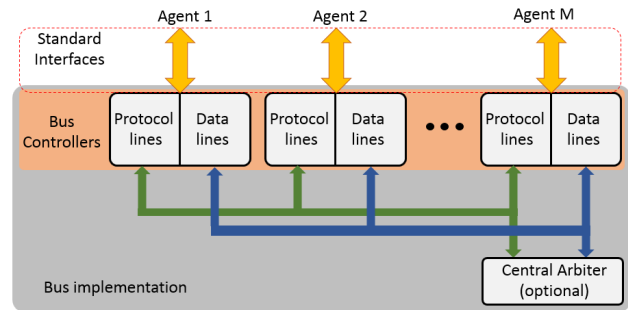 Agent 1
Agent 2
Agent M
Standard
Interfaces
Bus
Controllers
Protocol
lines
Data
lines
Protocol
lines
Data
lines
Protocol
lines
Data
lines
Central Arbiter
(optional)
Bus implementation